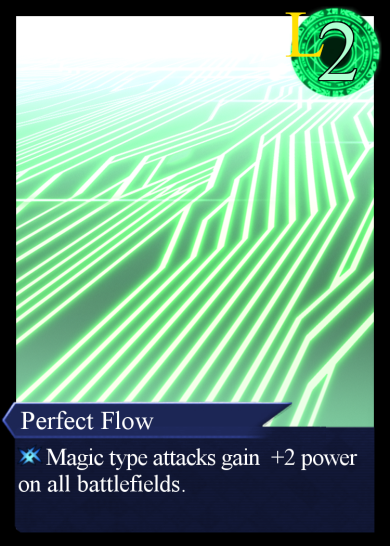 L2
Perfect Flow
Magic type attacks gain +2 power
on all battlefields.